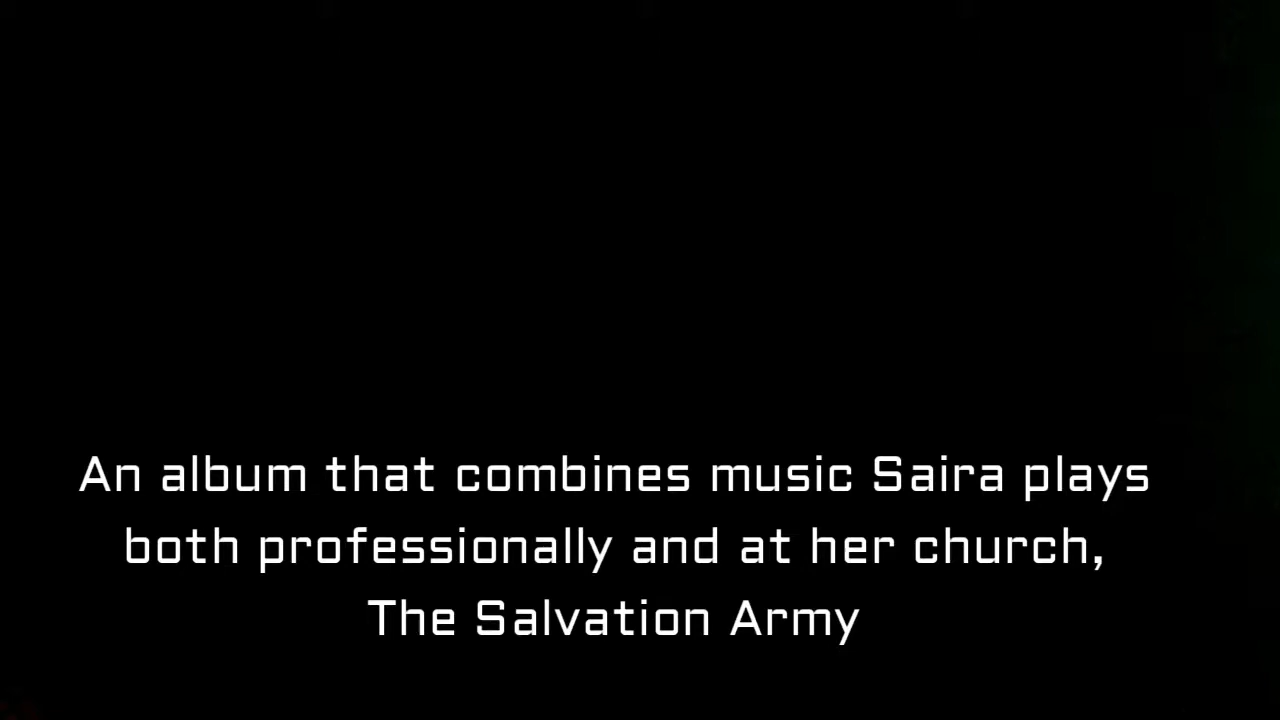 An album that combines music Saira plays
both professionally and at her church,
The Salvation Army